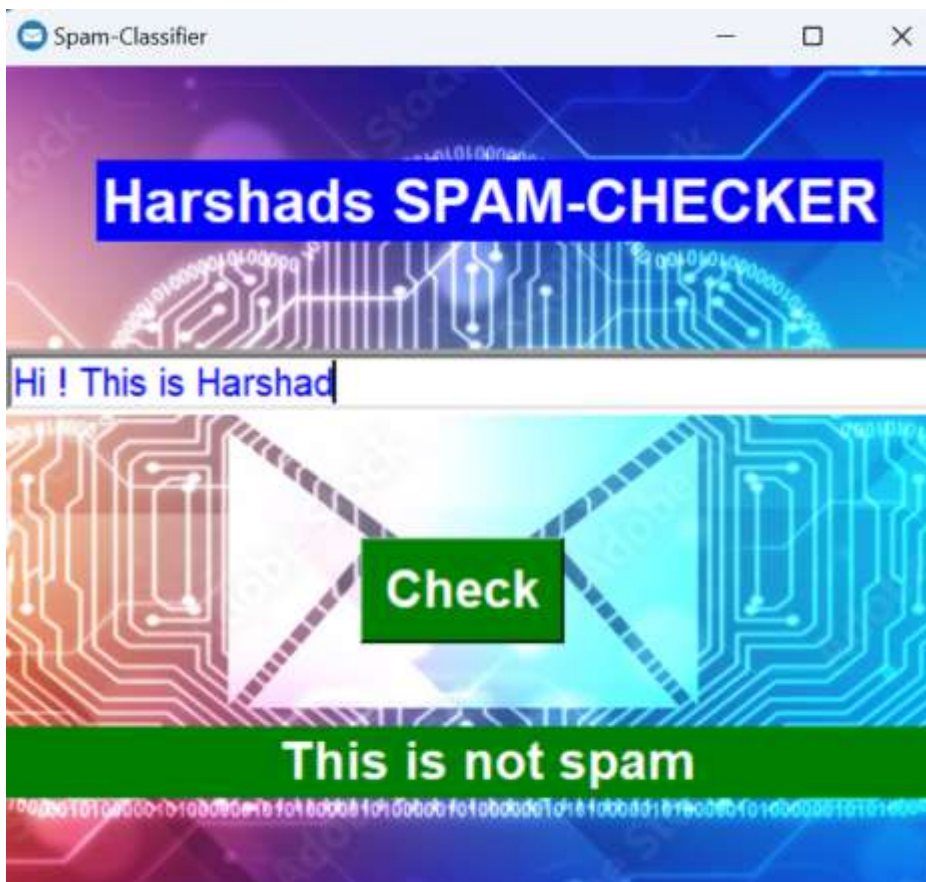 Spam-Classifier
Harshads SPAM-CHECKER
Hi ! This is Harshad
Check
This is not spam